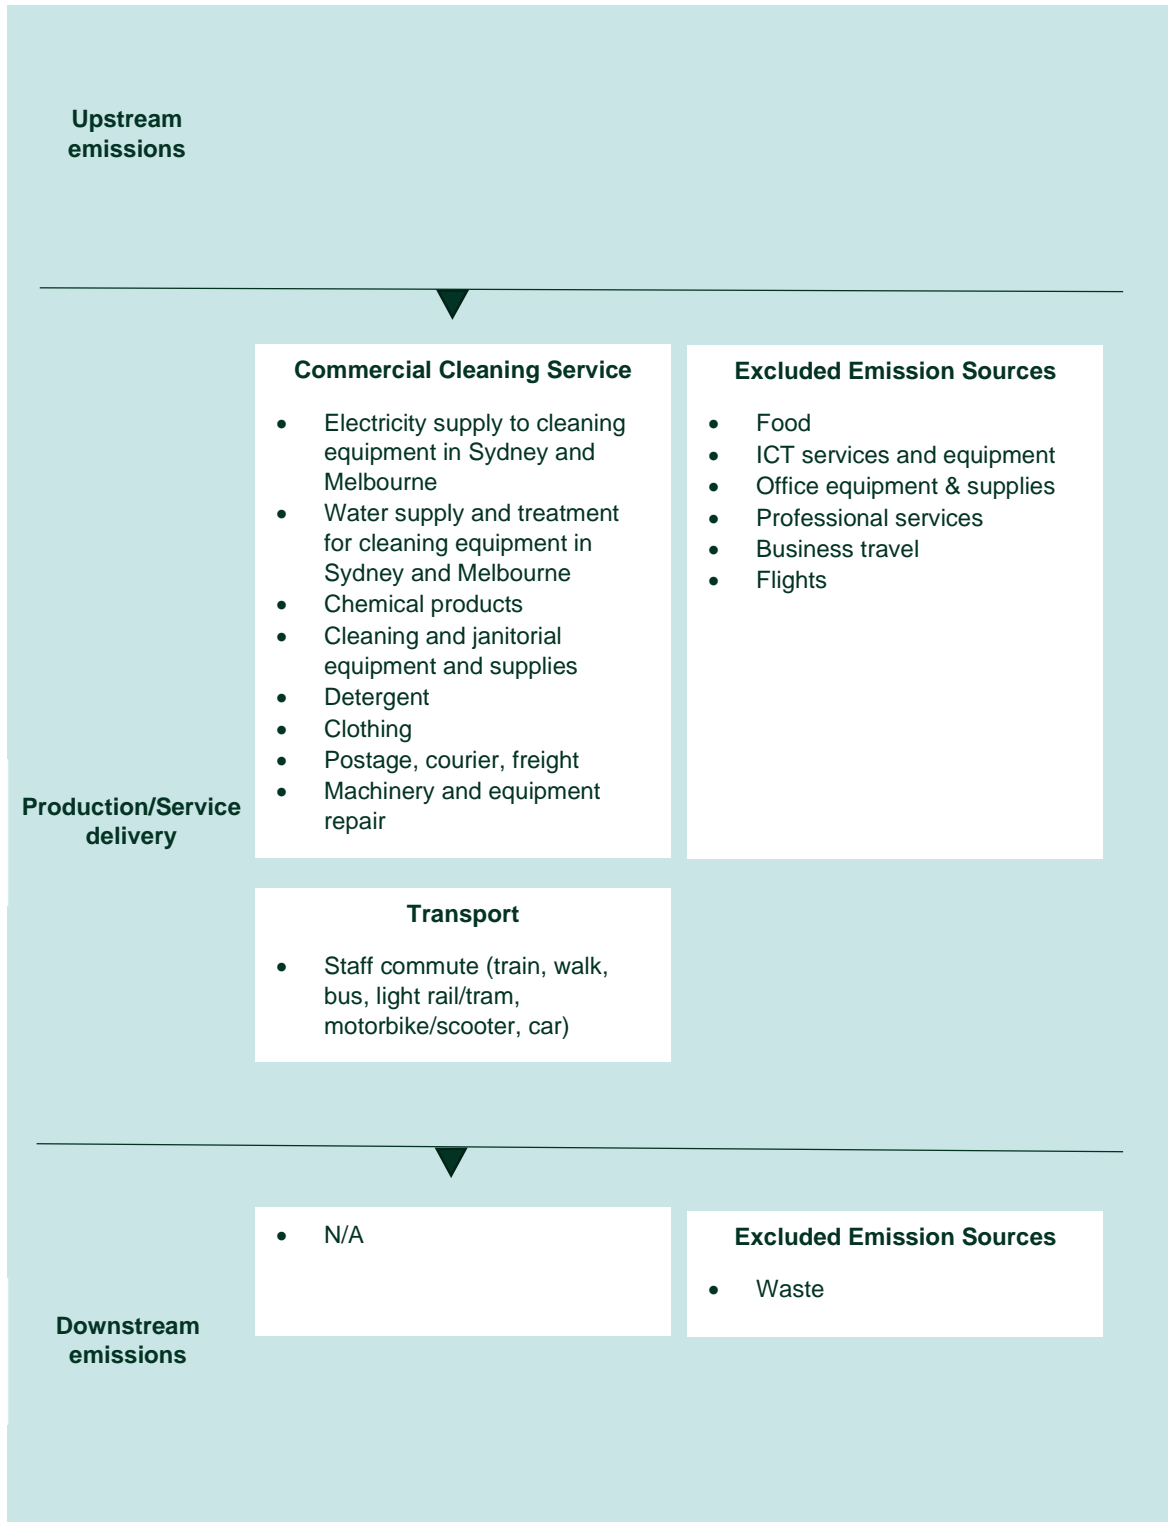 Upstream
emissions
Commercial Cleaning Service
• Electricity supply to cleaning
equipment in Sydney and
Melbourne
• Water supply and treatment
for cleaning equipment in
Sydney and Melbourne
• Chemical products
• Cleaning and janitorial
equipment and supplies
• Detergent
• Clothing
• Postage, courier, freight
• Machinery and equipment
repair
Excluded Emission Sources
• Food
• ICT services and equipment
• Office equipment & supplies
• Professional services
• Business travel
• Flights
Production/Service
delivery
Transport
• Staff commute (train, walk,
bus, light rail/tram,
motorbike/scooter, car)
• N/A
Excluded Emission Sources
• Waste
Downstream
emissions